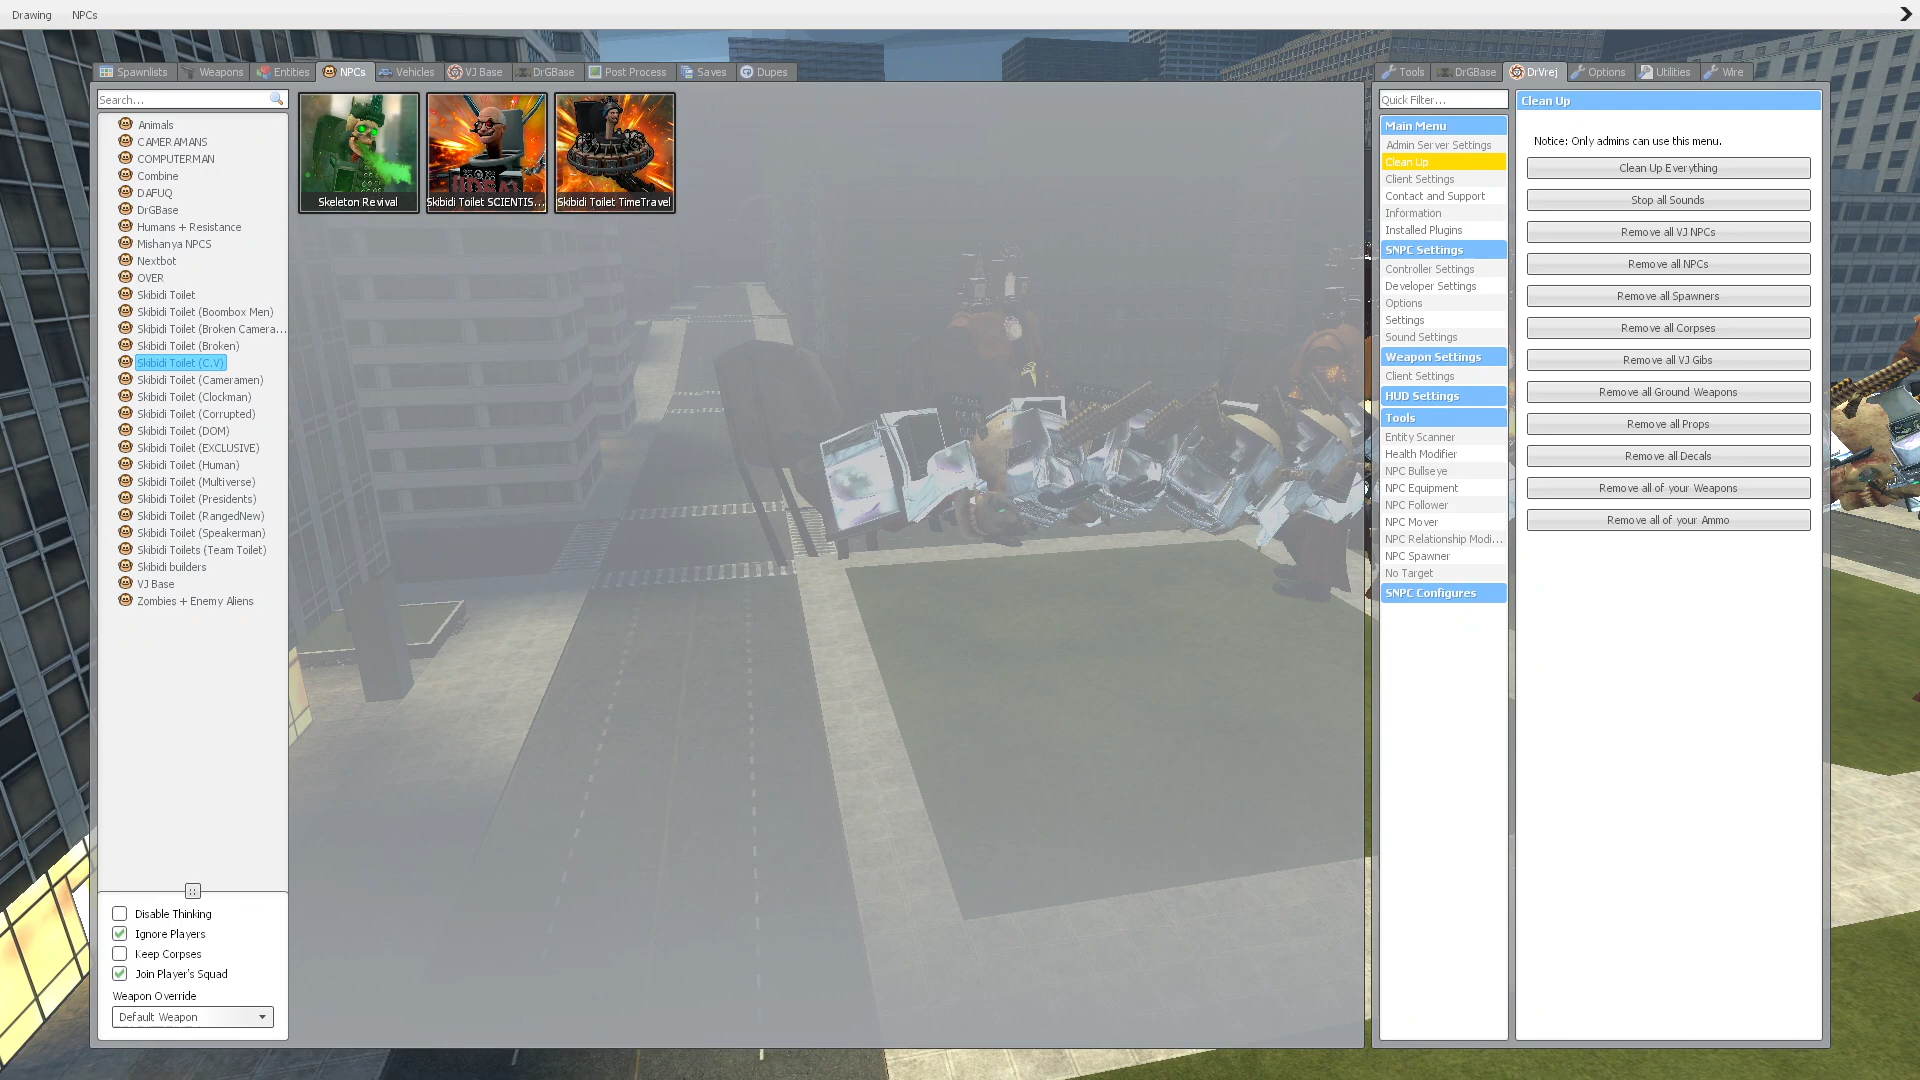 Drawing NPCs
Spawnlists Weapons Entities NPCs Vehicles VJ Base DrGBase Post Process Saves Dupes
Search...
Animals
CAMERAMANS
COMPUTERMAN
Combine
DAFUQ
DrGBase
Humans + Resistance
Mishanya NPCS
Nextbot
OVER
Skibidi Toilet
Skibidi Toilet (Boombox Men)
Skibidi Toilet (Broken Camera...
Skibidi Toilet (Broken)
Skibidi Toilet (C.V)
Skibidi Toilet (Cameramen)
Skibidi Toilet (Clockman)
Skibidi Toilet (Corrupted)
Skibidi Toilet (DOM)
Skibidi Toilet (EXCLUSIVE)
Skibidi Toilet (Human)
Skibidi Toilet (Multiverse)
Skibidi Toilet (Presidents)
Skibidi Toilet (RangedNew)
Skibidi Toilet (Speakerman)
Skibidi Toilets (Team Toilet)
Skibidi builders
VJ Base
Zombies + Enemy Aliens
Disable Thinking
Ignore Players
Keep Corpses
Join Player's Squad
Weapon Override
Default Weapon
Skeleton Revival
Skibidi Toilet SCIENTIS...
Skibidi Toilet TimeTravel
Tools DrGBase DrVrej Options Utilities Wire
Quick Filter...
Main Menu
Admin Server Settings
Clean Up
Client Settings
Contact and Support
Information
Installed Plugins
SNPC Settings
Controller Settings
Developer Settings
Options
Settings
Sound Settings
Weapon Settings
Client Settings
HUD Settings
Tools
Entity Scanner
Health Modifier
NPC Bullseye
NPC Equipment
NPC Follower
NPC Mover
NPC Relationship Modi...
NPC Spawner
No Target
SNPC Configures
Clean Up
Notice: Only admins can use this menu.
Clean Up Everything
Stop all Sounds
Remove all VJ NPCs
Remove all NPCs
Remove all Spawners
Remove all Corpses
Remove all VJ Gibs
Remove all Ground Weapons
Remove all Props
Remove all Decals
Remove all of your Weapons
Remove all of your Ammo